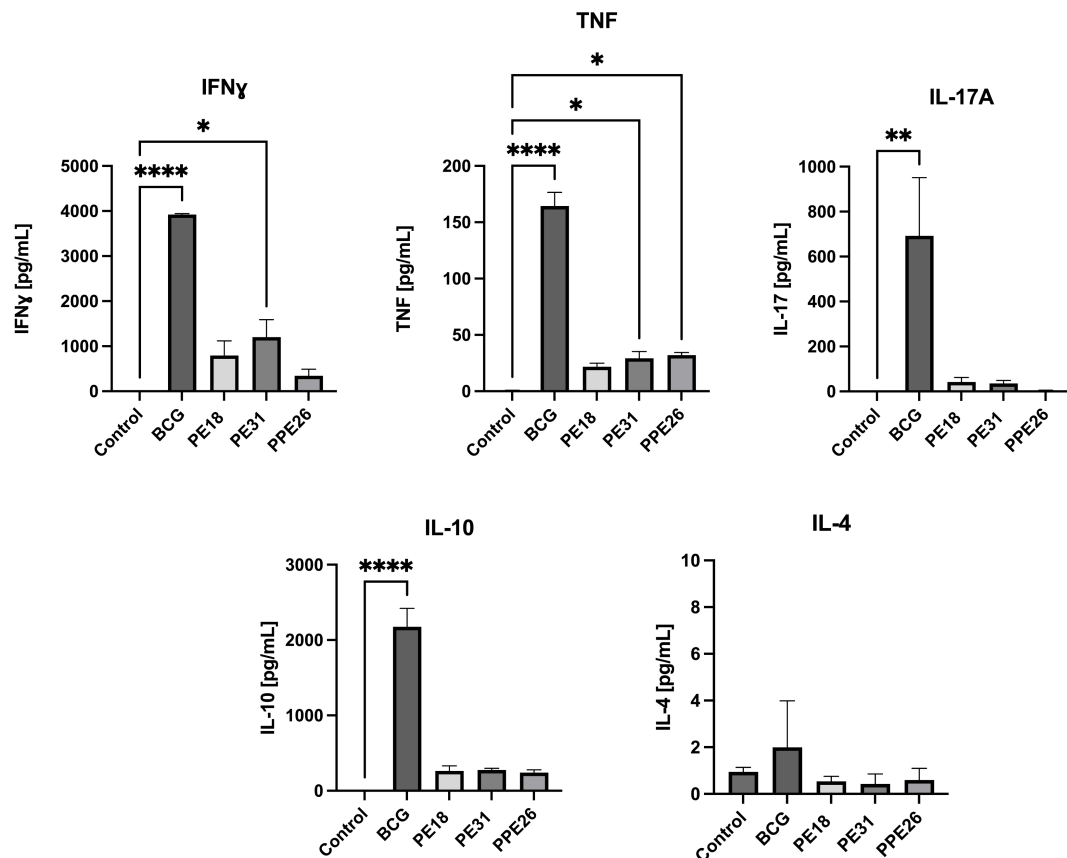 IFNɣ
*
****
IFNɣ [pg/mL]
5000
4000
3000
2000
1000
0
Control
BCG
PE18
PE31
PPE26
TNF
*
*
****
TNF [pg/mL]
200
150
100
50
0
Control
BCG
PE18
PE31
PPE26
IL-17A
**
IL-17 [pg/mL]
1000
800
600
400
200
0
Control
BCG
PE18
PE31
PPE26
IL-10
****
IL-10 [pg/mL]
3000
2000
1000
0
Control
BCG
PE18
PE31
PPE26
IL-4
IL-4 [pg/mL]
10
8
6
4
2
0
Control
BCG
PE18
PE31
PPE26